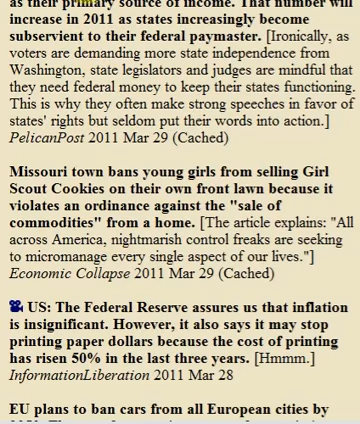 as their primary source of income. That number will
increase in 2011 as states increasingly become
subservient to their federal paymaster. [Ironically, as
voters are demanding more state independence from
Washington, state legislators and judges are mindful that
they need federal money to keep their states functioning.
This is why they often make strong speeches in favor of
states' rights but seldom put their words into action.]
PelicanPost 2011 Mar 29 (Cached)
Missouri town bans young girls from selling Girl
Scout Cookies on their own front lawn because it
violates an ordinance against the "sale of
commodities" from a home. [The article explains: "All
across America, nightmarish control freaks are seeking
to micromanage every single aspect of our lives."]
Economic Collapse 2011 Mar 29 (Cached)
US: The Federal Reserve assures us that inflation
is insignificant. However, it also says it may stop
printing paper dollars because the cost of printing
has risen 50% in the last three years. [Hmmm.]
InformationLiberation 2011 Mar 28
EU plans to ban cars from all European cities by